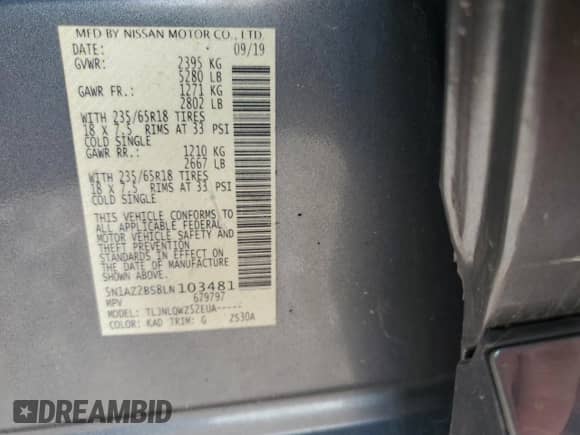 MFD BY NISSAN MOTOR CO., LTD
DATE: 09/19
GVWR: 2395 KG
5280 LB
GAWR FR.: 1271 KG
2802 LB
WITH 235/65R18 TIRES
18 X 7.5 RIMS AT 33 PSI
COLD SINGLE
GAWR RR.: 1210 KG
2667 LB
WITH 235/65R18 TIRES
18 X 7.5 RIMS AT 33 PSI
COLD SINGLE
THIS VEHICLE CONFORMS TO
ALL APPLICABLE FEDERAL
MOTOR VEHICLE SAFETY AND
THEFT PREVENTION
STANDARDS IN EFFECT ON
THE DATE OF MANUFACTURE
SHOWN ABOVE.
5N1AZ2BS8LN103481
MPV 679797
MODEL: TLJNLQWZ52EUA-----
COLOR: KAD TRIM: G ZS30A
DREAMBID